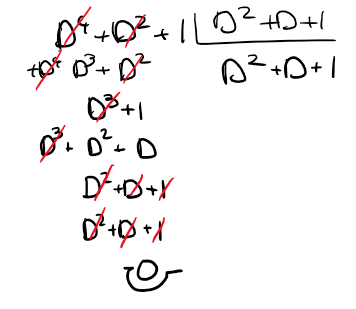 D⁴ + D² + 1 | D² + D + 1
+D⁴ D³ + D² D² + D + 1
D³ + 1
D³ + D² + D
D² + D + 1
D² + D + 1
0